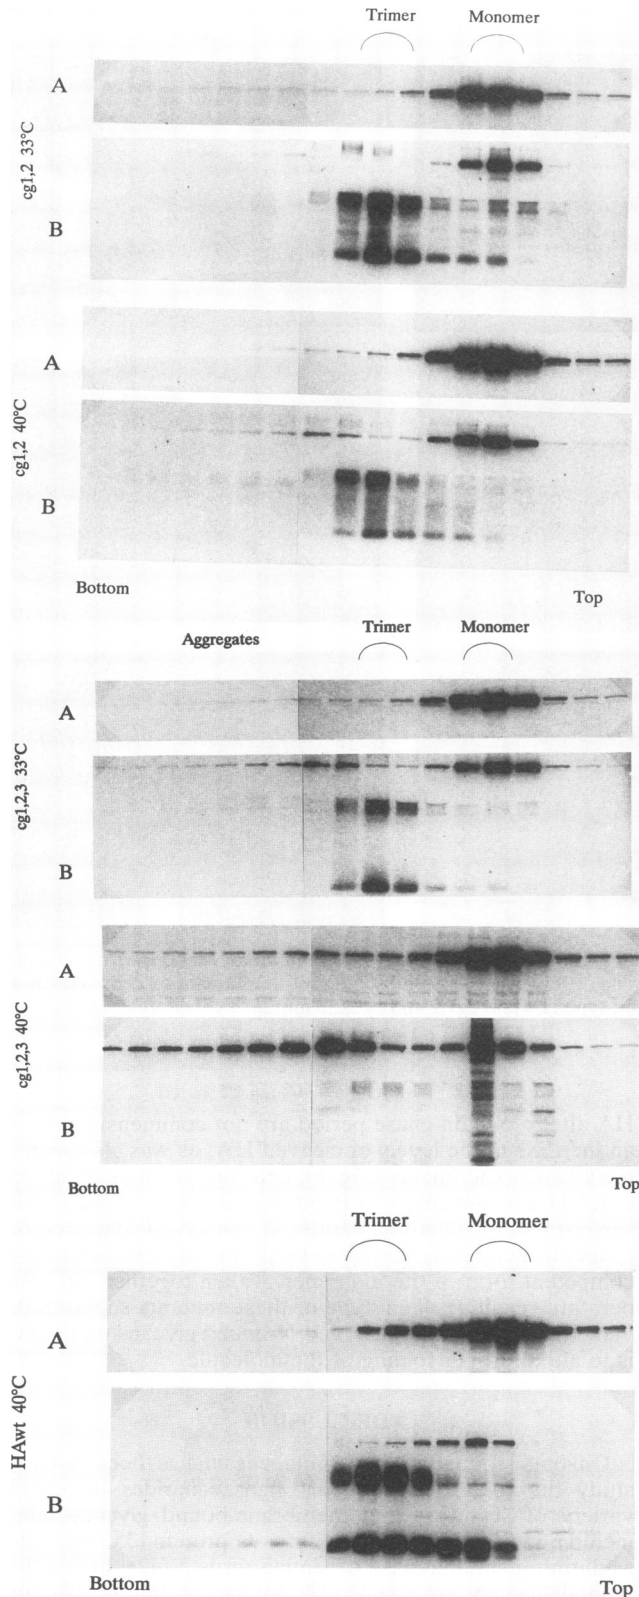 Trimer Monomer
A
cg1,2 33°C
B
A
cg1,2 40°C
B
Bottom Top
Aggregates Trimer Monomer
A
cg1,2,3 33°C
B
A
cg1,2,3 40°C
B
Bottom Top
Trimer Monomer
A
HAwt 40°C
B
Bottom Top